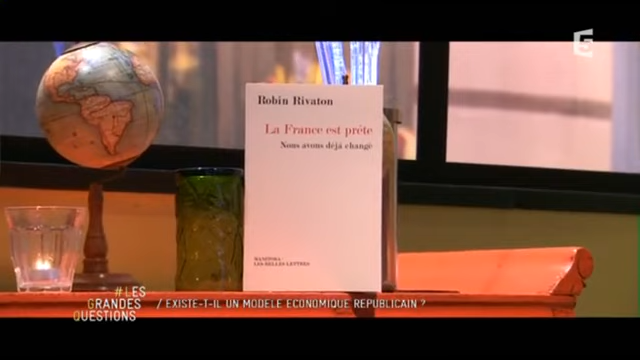 5
Robin Rivaton
La France est prête
Nous avons déjà changé
MANITOBA
LES BELLES LETTRES
#LES
GRANDES
QUESTIONS
/ EXISTE-T-IL UN MODELE ECONOMIQUE REPUBLICAIN ?